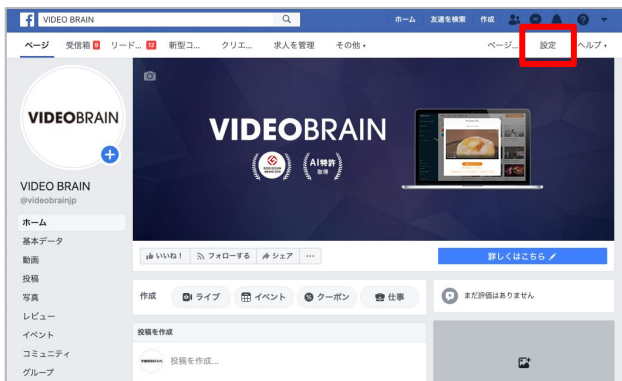 VIDEO BRAIN
ホーム 友達を検索 作成
ページ 受信箱 9 リード... 12 新型コ... クリエ... 求人を管理 その他 ページ... 設定 ヘルプ
VIDEOBRAIN
VIDEOBRAIN
GOOD DESIGN AWARD 2019
AI特許
取得
VIDEO BRAIN
@videobrainjp
ホーム
基本データ
動画
投稿
写真
レビュー
イベント
コミュニティ
グループ
いいね! フォローする シェア ...
詳しくはこちら
作成 ライブ イベント クーポン 仕事
まだ評価はありません
投稿を作成
VIDEOBRAIN 投稿を作成...